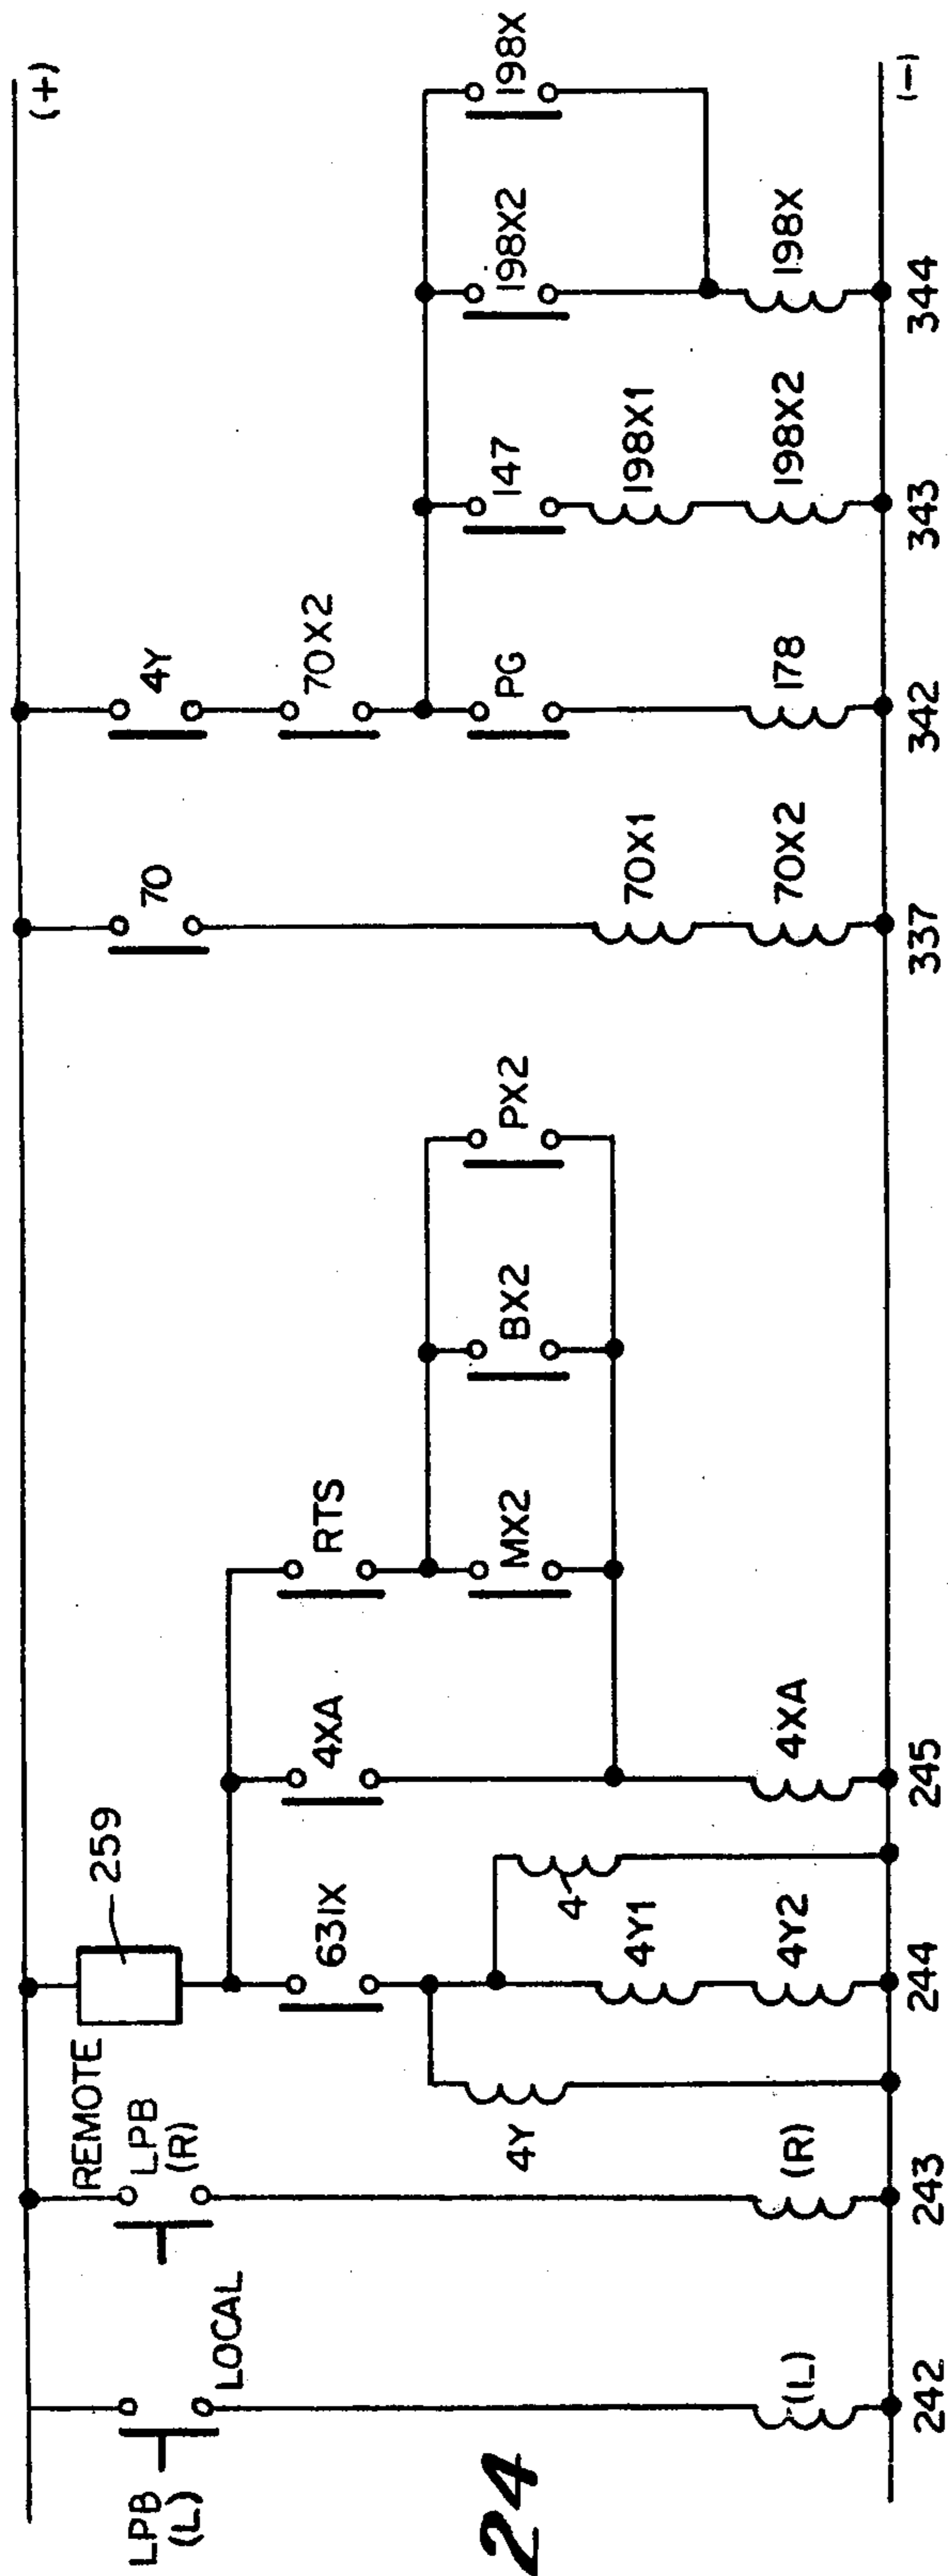 (+)
(−)
LPB
(L)
LOCAL
(L)
242
REMOTE
LPB
(R)
(R)
243
259
631X
4Y
4
4Y1
4Y2
244
4XA
4XA
245
RTS
MX2
BX2
PX2
70
70X1
70X2
337
4Y
70X2
PG
178
342
147
198X1
198X2
343
198X2
198X
198X
344
24